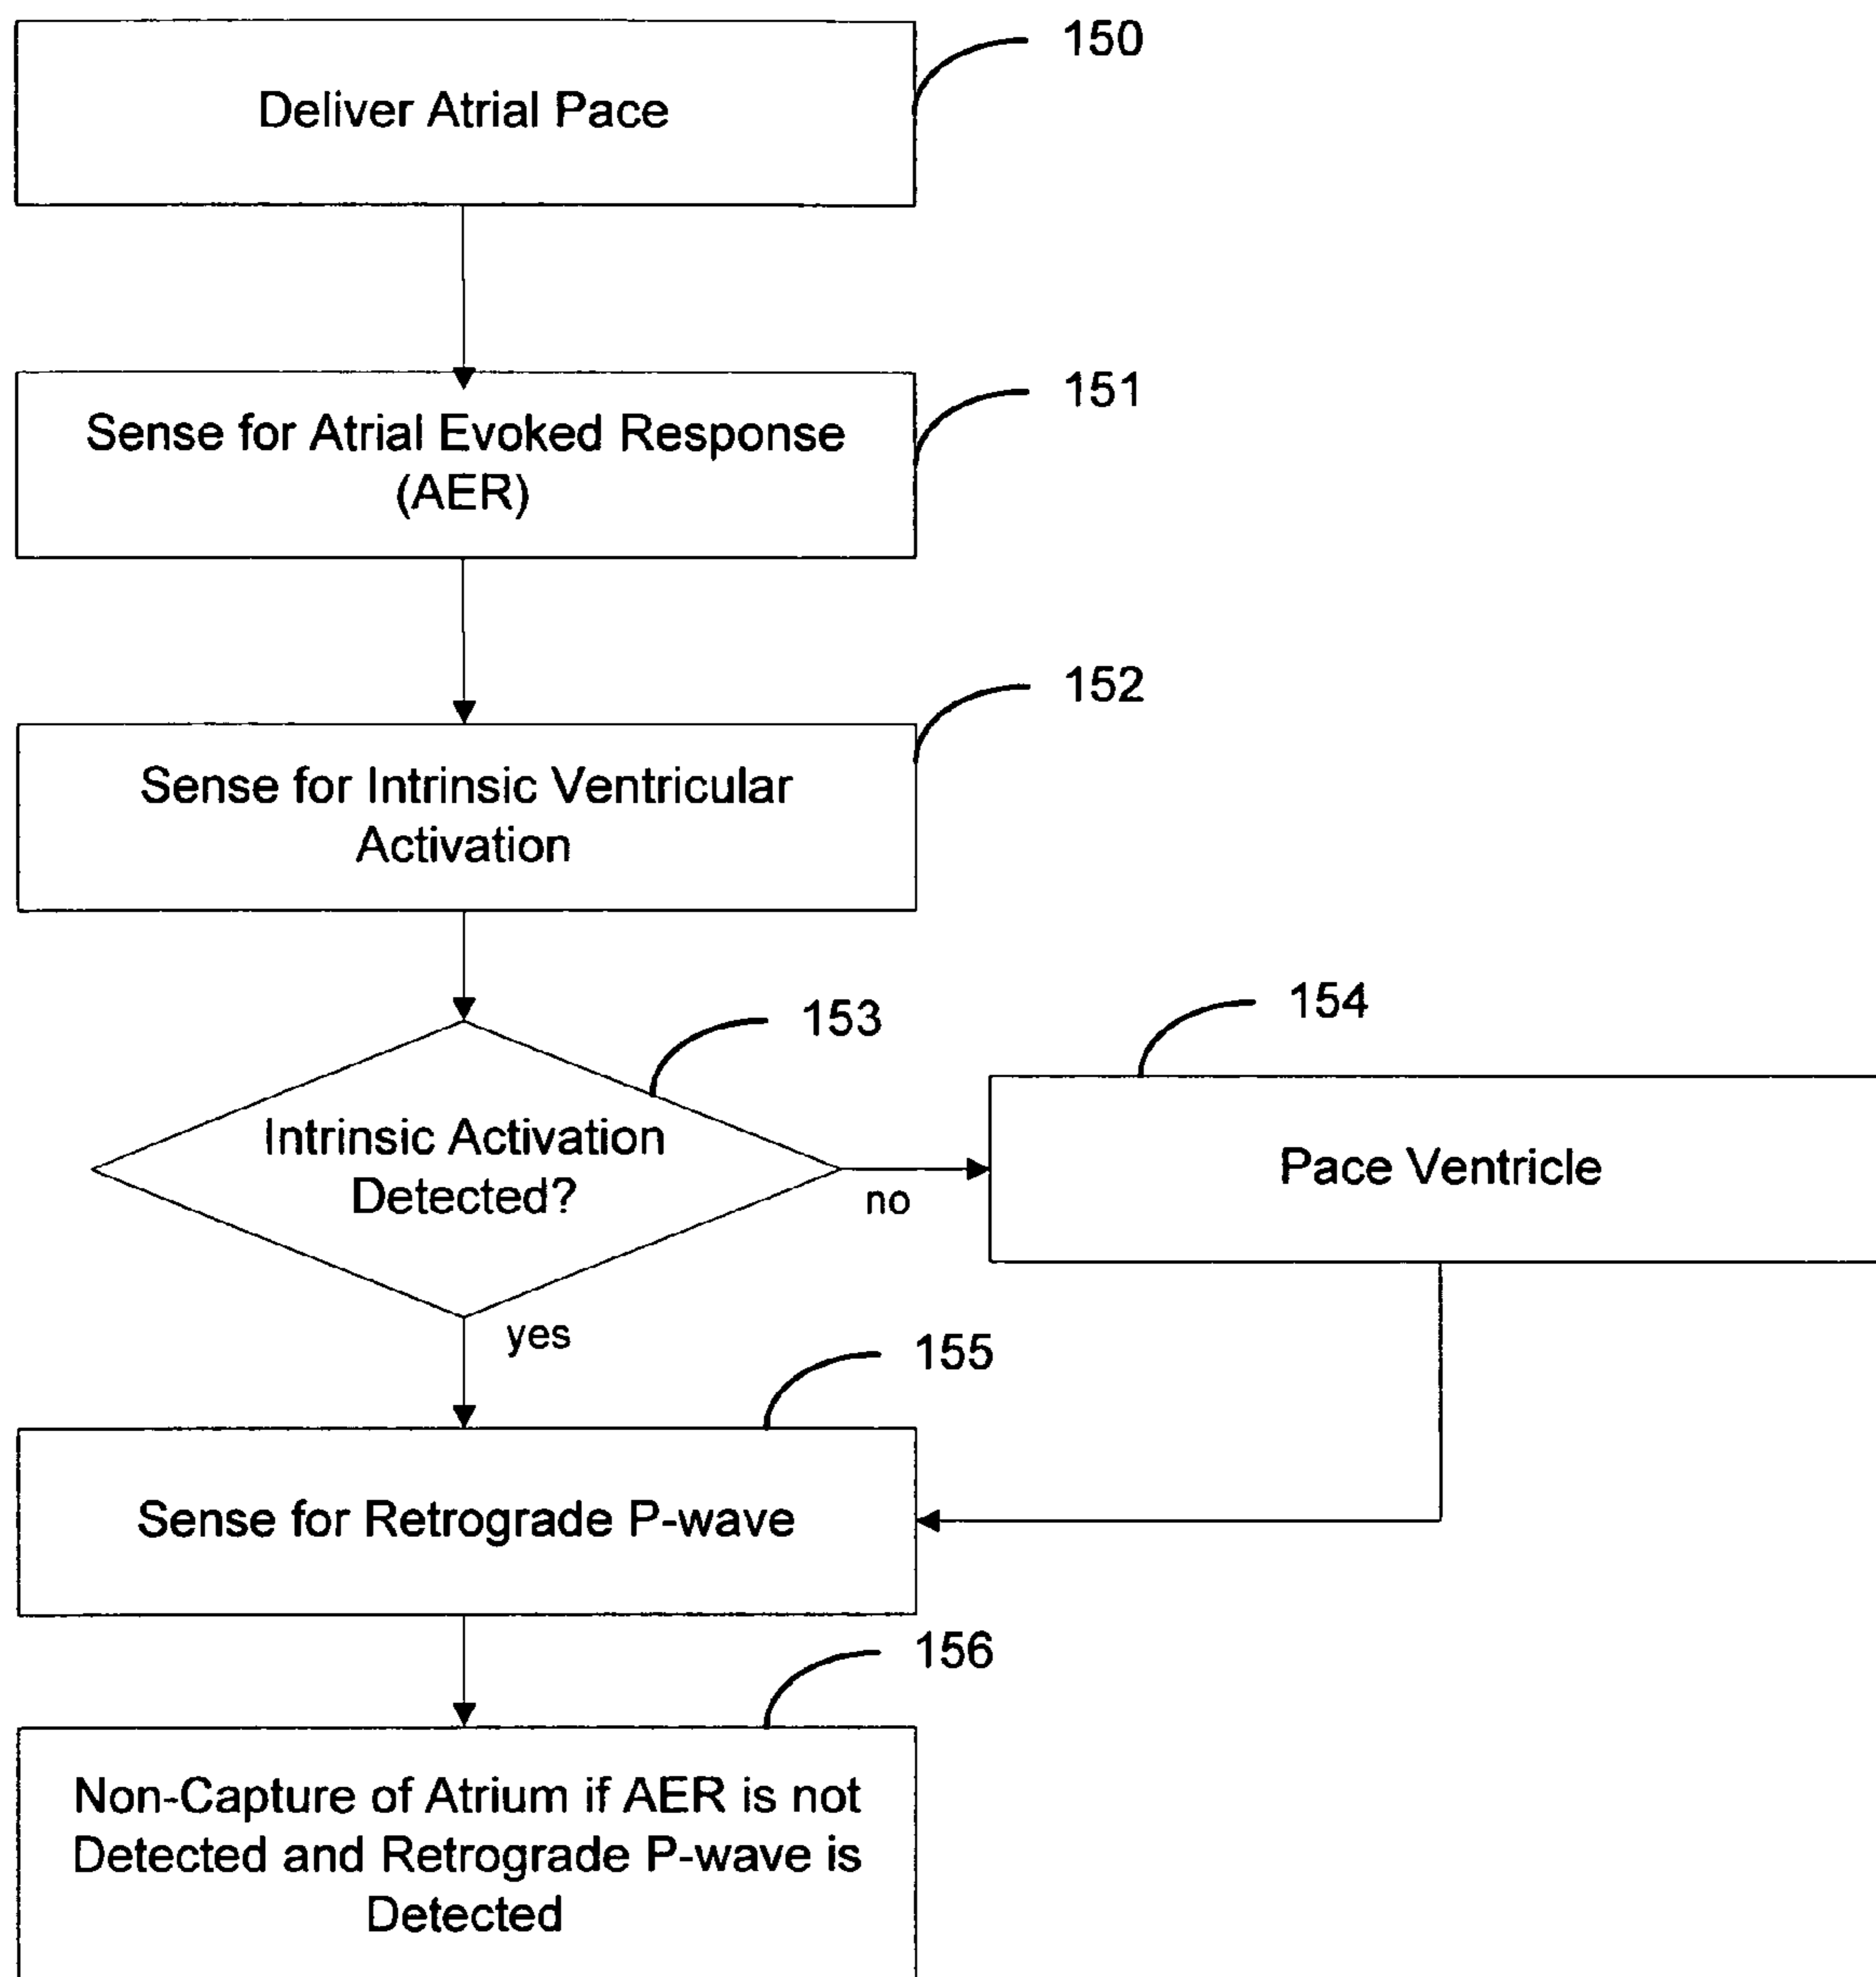 Deliver Atrial Pace
150
Sense for Atrial Evoked Response
(AER)
151
Sense for Intrinsic Ventricular
Activation
152
Intrinsic Activation
Detected?
153
no
Pace Ventricle
154
yes
Sense for Retrograde P-wave
155
Non-Capture of Atrium if AER is not
Detected and Retrograde P-wave is
Detected
156